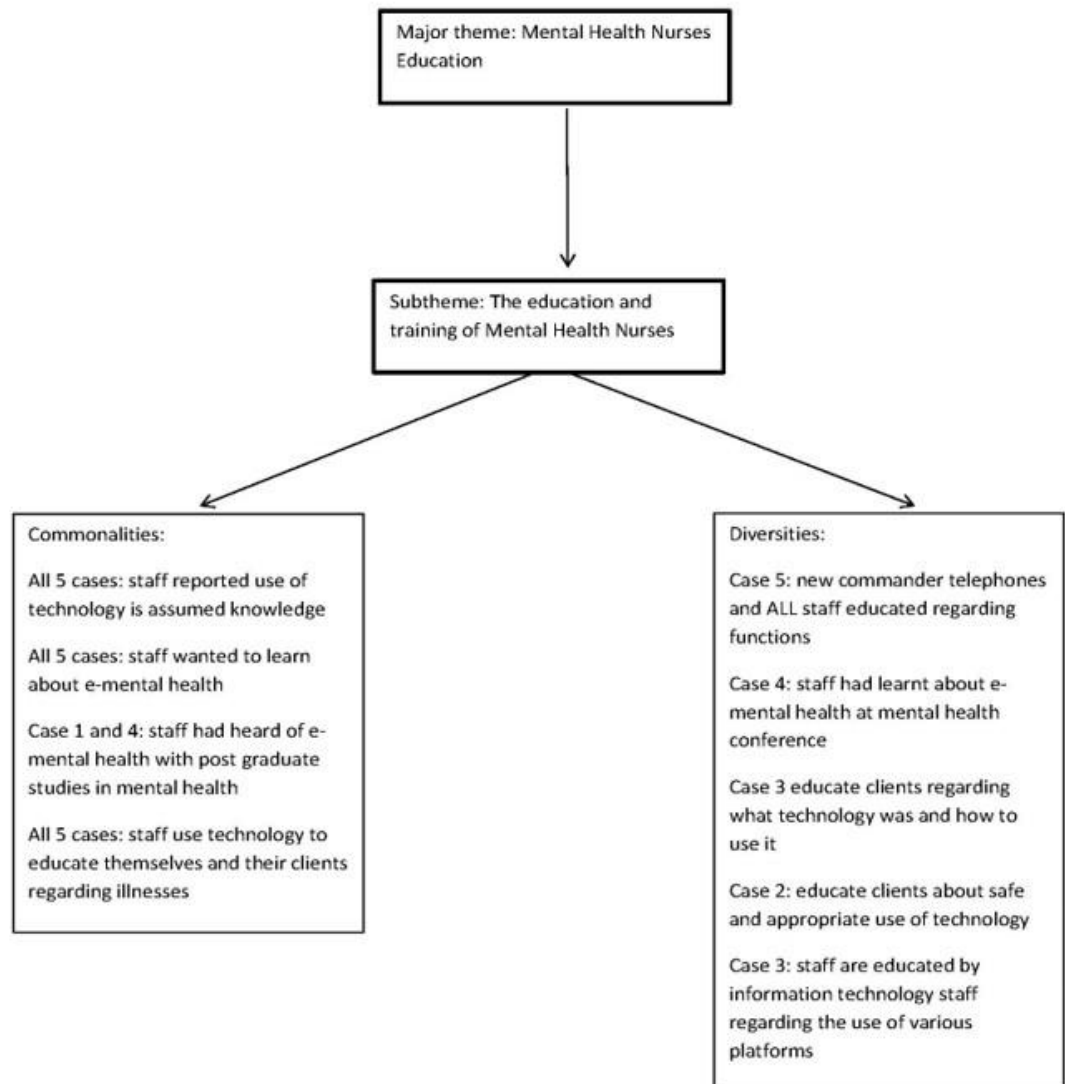 Major theme: Mental Health Nurses
Education
Subtheme: The education and
training of Mental Health Nurses
Commonalities:
All 5 cases: staff reported use of
technology is assumed knowledge
All 5 cases: staff wanted to learn
about e-mental health
Case 1 and 4: staff had heard of e-
mental health with post graduate
studies in mental health
All 5 cases: staff use technology to
educate themselves and their clients
regarding illnesses
Diversities:
Case 5: new commander telephones
and ALL staff educated regarding
functions
Case 4: staff had learnt about e-
mental health at mental health
conference
Case 3 educate clients regarding
what technology was and how to
use it
Case 2: educate clients about safe
and appropriate use of technology
Case 3: staff are educated by
information technology staff
regarding the use of various
platforms